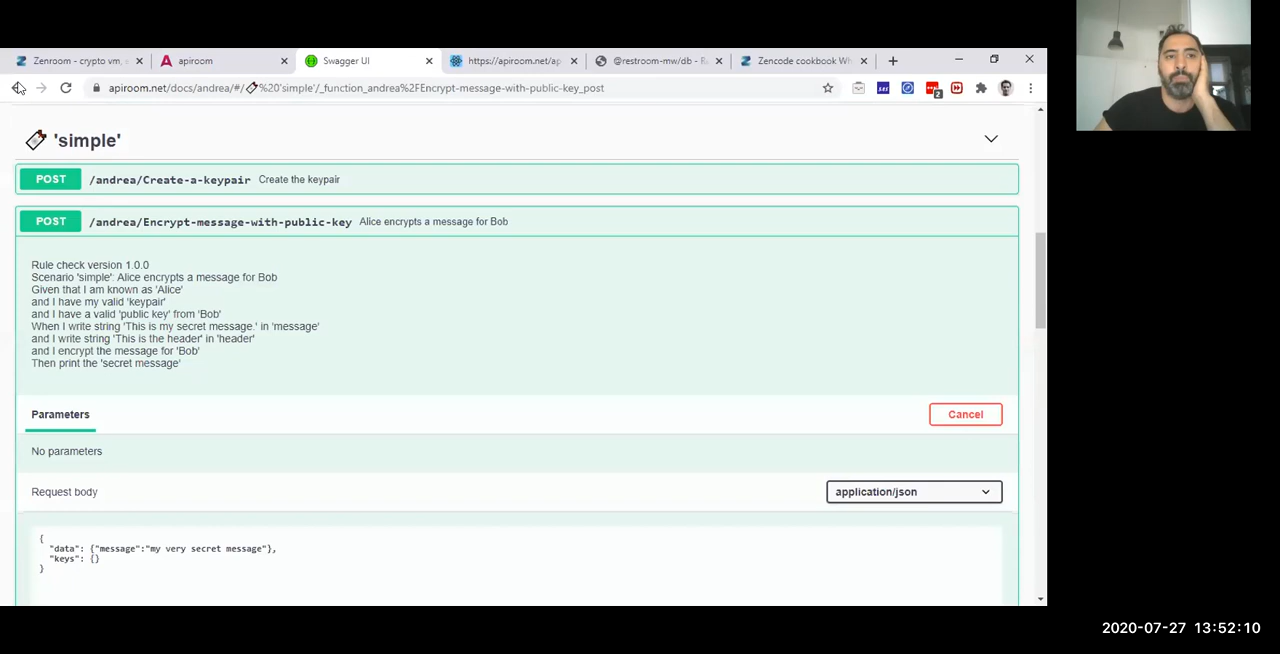 Zenroom - crypto vm,
apiroom
Swagger UI
https://apiroom.net/ap
@restroom-mw/db - R
Zencode cookbook W
apiroom.net/docs/andrea/#/ %20'simple'/_function_andrea%2FEncrypt-message-with-public-key_post
2
'simple'
POST /andrea/Create-a-keypair Create the keypair
POST /andrea/Encrypt-message-with-public-key Alice encrypts a message for Bob
Rule check version 1.0.0
Scenario 'simple': Alice encrypts a message for Bob
Given that I am known as 'Alice'
and I have my valid 'keypair'
and I have a valid 'public key' from 'Bob'
When I write string 'This is my secret message.' in 'message'
and I write string 'This is the header' in 'header'
and I encrypt the message for 'Bob'
Then print the 'secret message'
Parameters
Cancel
No parameters
Request body
application/json
{
"data": {"message":"my very secret message"},
"keys": {}
}
2020-07-27 13:52:10